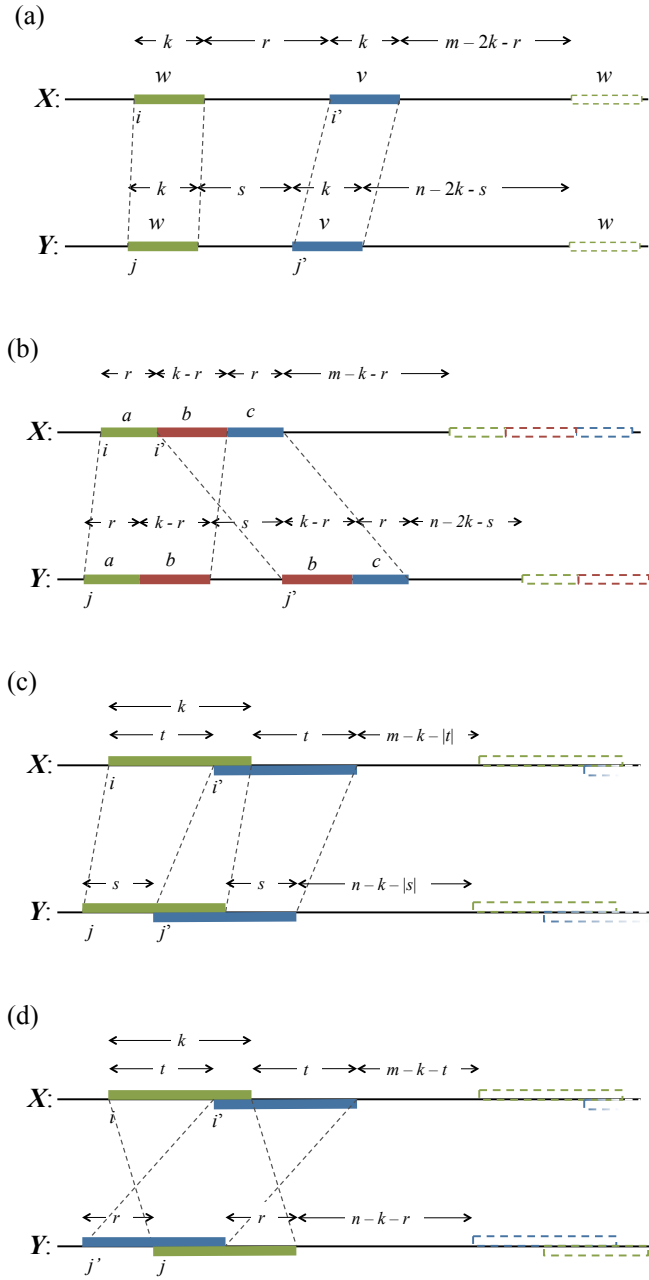 (a)
k r k m – 2k - r
w v w
X:
i i’
k s k n – 2k - s
w v w
Y:
j j’
(b)
r k - r r m – k - r
a b c
X:
i i’
r k - r s k - r r n – 2k - s
a b b c
Y:
j j’
(c)
k
t t m – k – |t|
X:
i i’
s s n – k – |s|
Y:
j j’
(d)
k
t t m – k – t
X:
i i’
r r n – k – r
Y:
j’ j